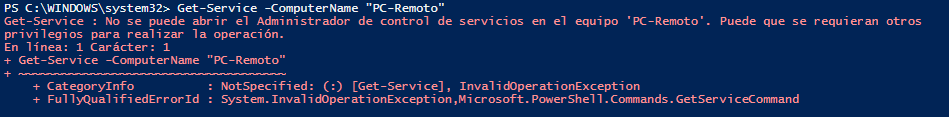 PS C:\WINDOWS\system32> Get-Service -ComputerName "PC-Remoto"
Get-Service : No se puede abrir el Administrador de control de servicios en el equipo 'PC-Remoto'. Puede que se requieran otros
privilegios para realizar la operación.
En línea: 1 Carácter: 1
+ Get-Service -ComputerName "PC-Remoto"
+ ~~~~~~~~~~~~~~~~~~~~~~~~~~~~~~~~~~~~~
+ CategoryInfo          : NotSpecified: (:) [Get-Service], InvalidOperationException
+ FullyQualifiedErrorId : System.InvalidOperationException,Microsoft.PowerShell.Commands.GetServiceCommand